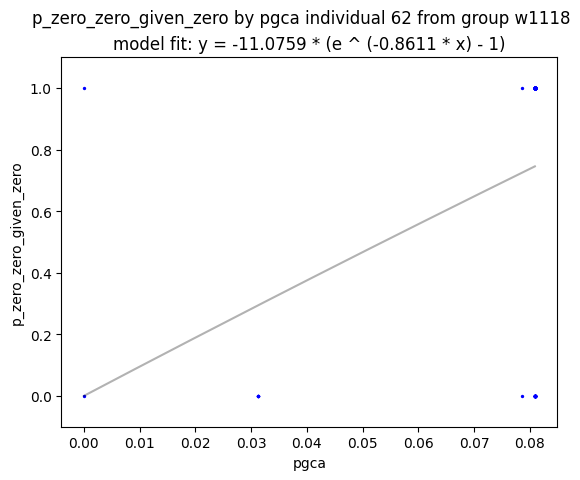 p_zero_zero_given_zero by pgca individual 62 from group w1118
model fit: y = -11.0759 * (e ^ (-0.8611 * x) - 1)
1.0
0.8
0.6
0.4
0.2
0.0
p_zero_zero_given_zero
0.00 0.01 0.02 0.03 0.04 0.05 0.06 0.07 0.08
pgca